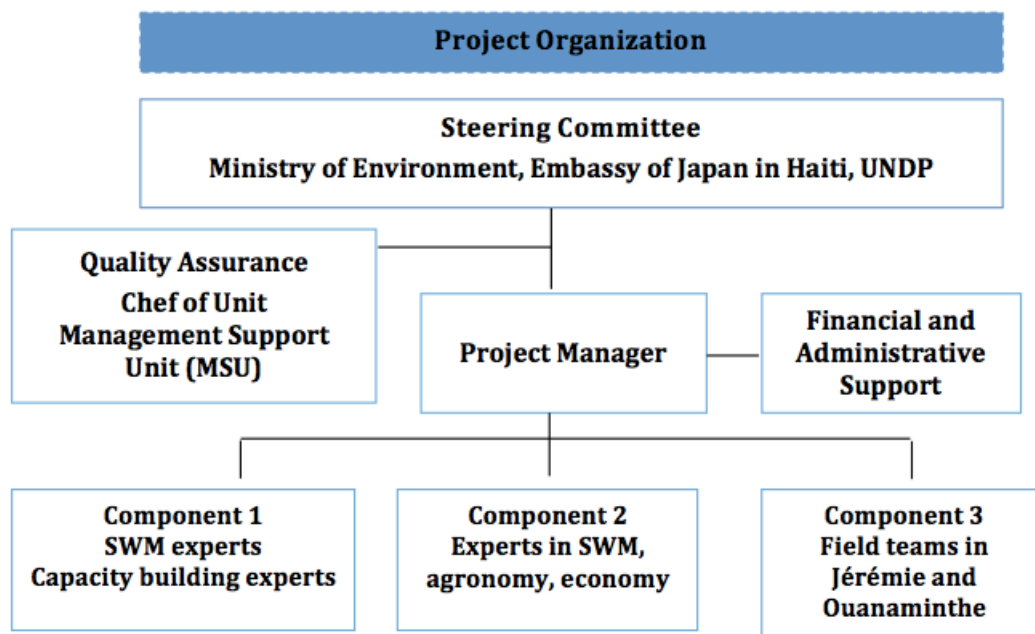 Project Organization
Steering Committee
Ministry of Environment, Embassy of Japan in Haiti, UNDP
Quality Assurance
Chef of Unit
Management Support
Unit (MSU)
Project Manager
Financial and
Administrative
Support
Component 1
SWM experts
Capacity building experts
Component 2
Experts in SWM,
agronomy, economy
Component 3
Field teams in
Jérémie and
Ouanaminthe